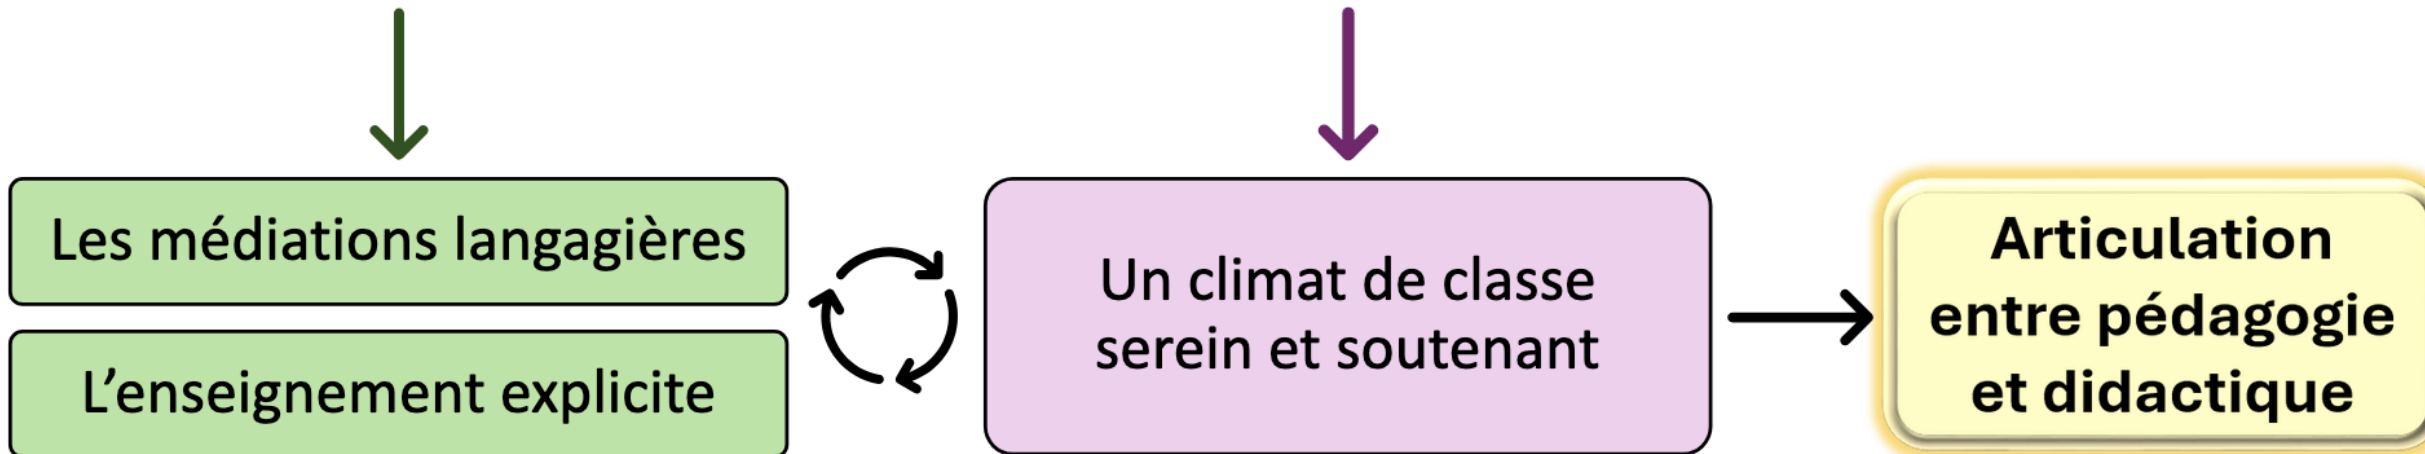 Les médiations langagières
L’enseignement explicite
Un climat de classe
serein et soutenant
Articulation
entre pédagogie
et didactique